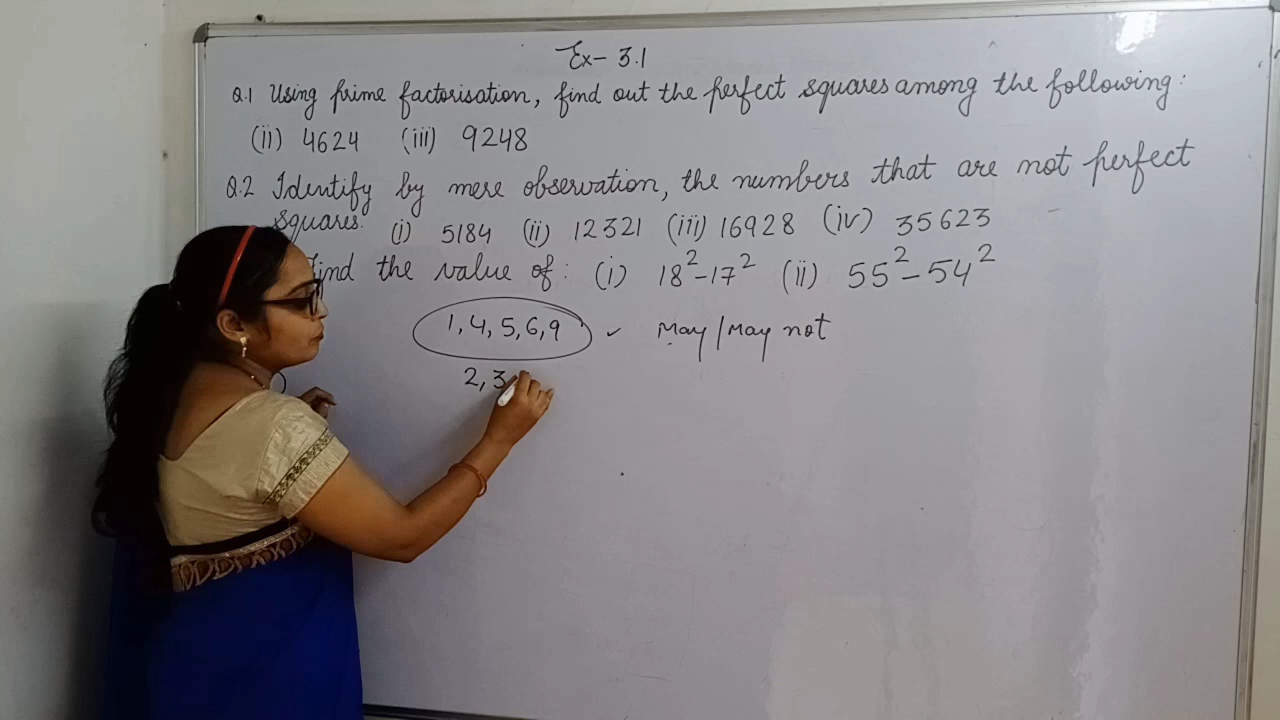 Ex- 3.1
Q.1 Using prime factorisation, find out the perfect squares among the following:
(ii) 4624 (iii) 9248
Q.2 Identify by mere observation, the numbers that are not perfect
squares. (i) 5184 (ii) 12321 (iii) 16928 (iv) 35623
Find the value of: (i) 18²-17² (ii) 55²-54²
1,4,5,6,9 ✓ May/May not
2,3